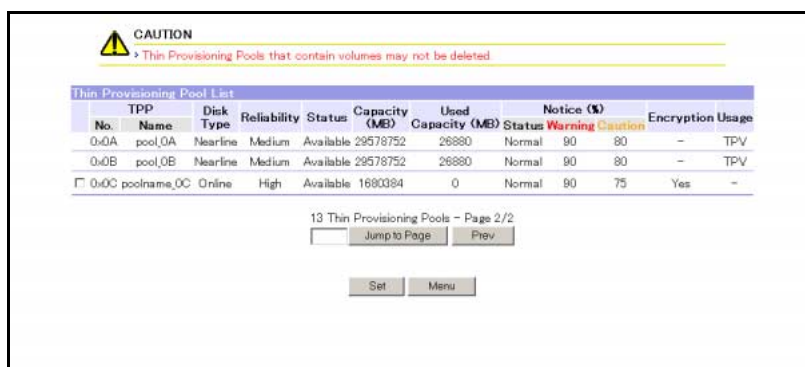 CAUTION
Thin Provisioning Pools that contain volumes may not be deleted.
Thin Provisioning Pool List
TPP Disk Type Reliability Status Capacity (MB) Used Capacity (MB) Notice (%) Encryption Usage
No. Name Status Warning Caution
0x0A pool_0A Nearline Medium Available 29578752 26880 Normal 90 80 - TPV
0x0B pool_0B Nearline Medium Available 29578752 26880 Normal 90 80 - TPV
0x0C poolname_0C Online High Available 1680384 0 Normal 90 75 Yes -
13 Thin Provisioning Pools - Page 2/2
Jump to Page Prev
Set Menu